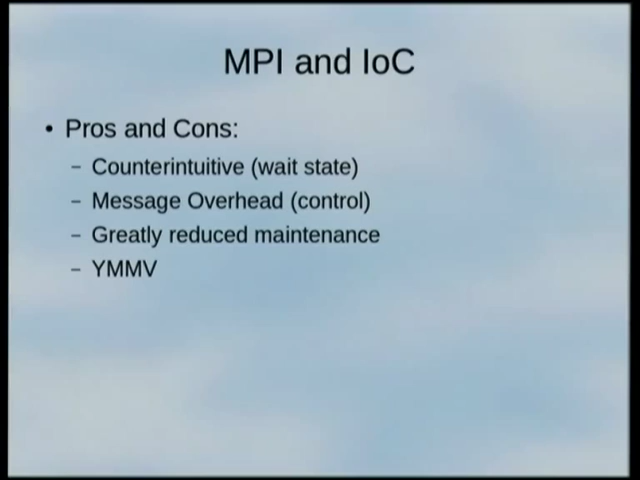 MPI and IoC
• Pros and Cons:
– Counterintuitive (wait state)
– Message Overhead (control)
– Greatly reduced maintenance
– YMMV